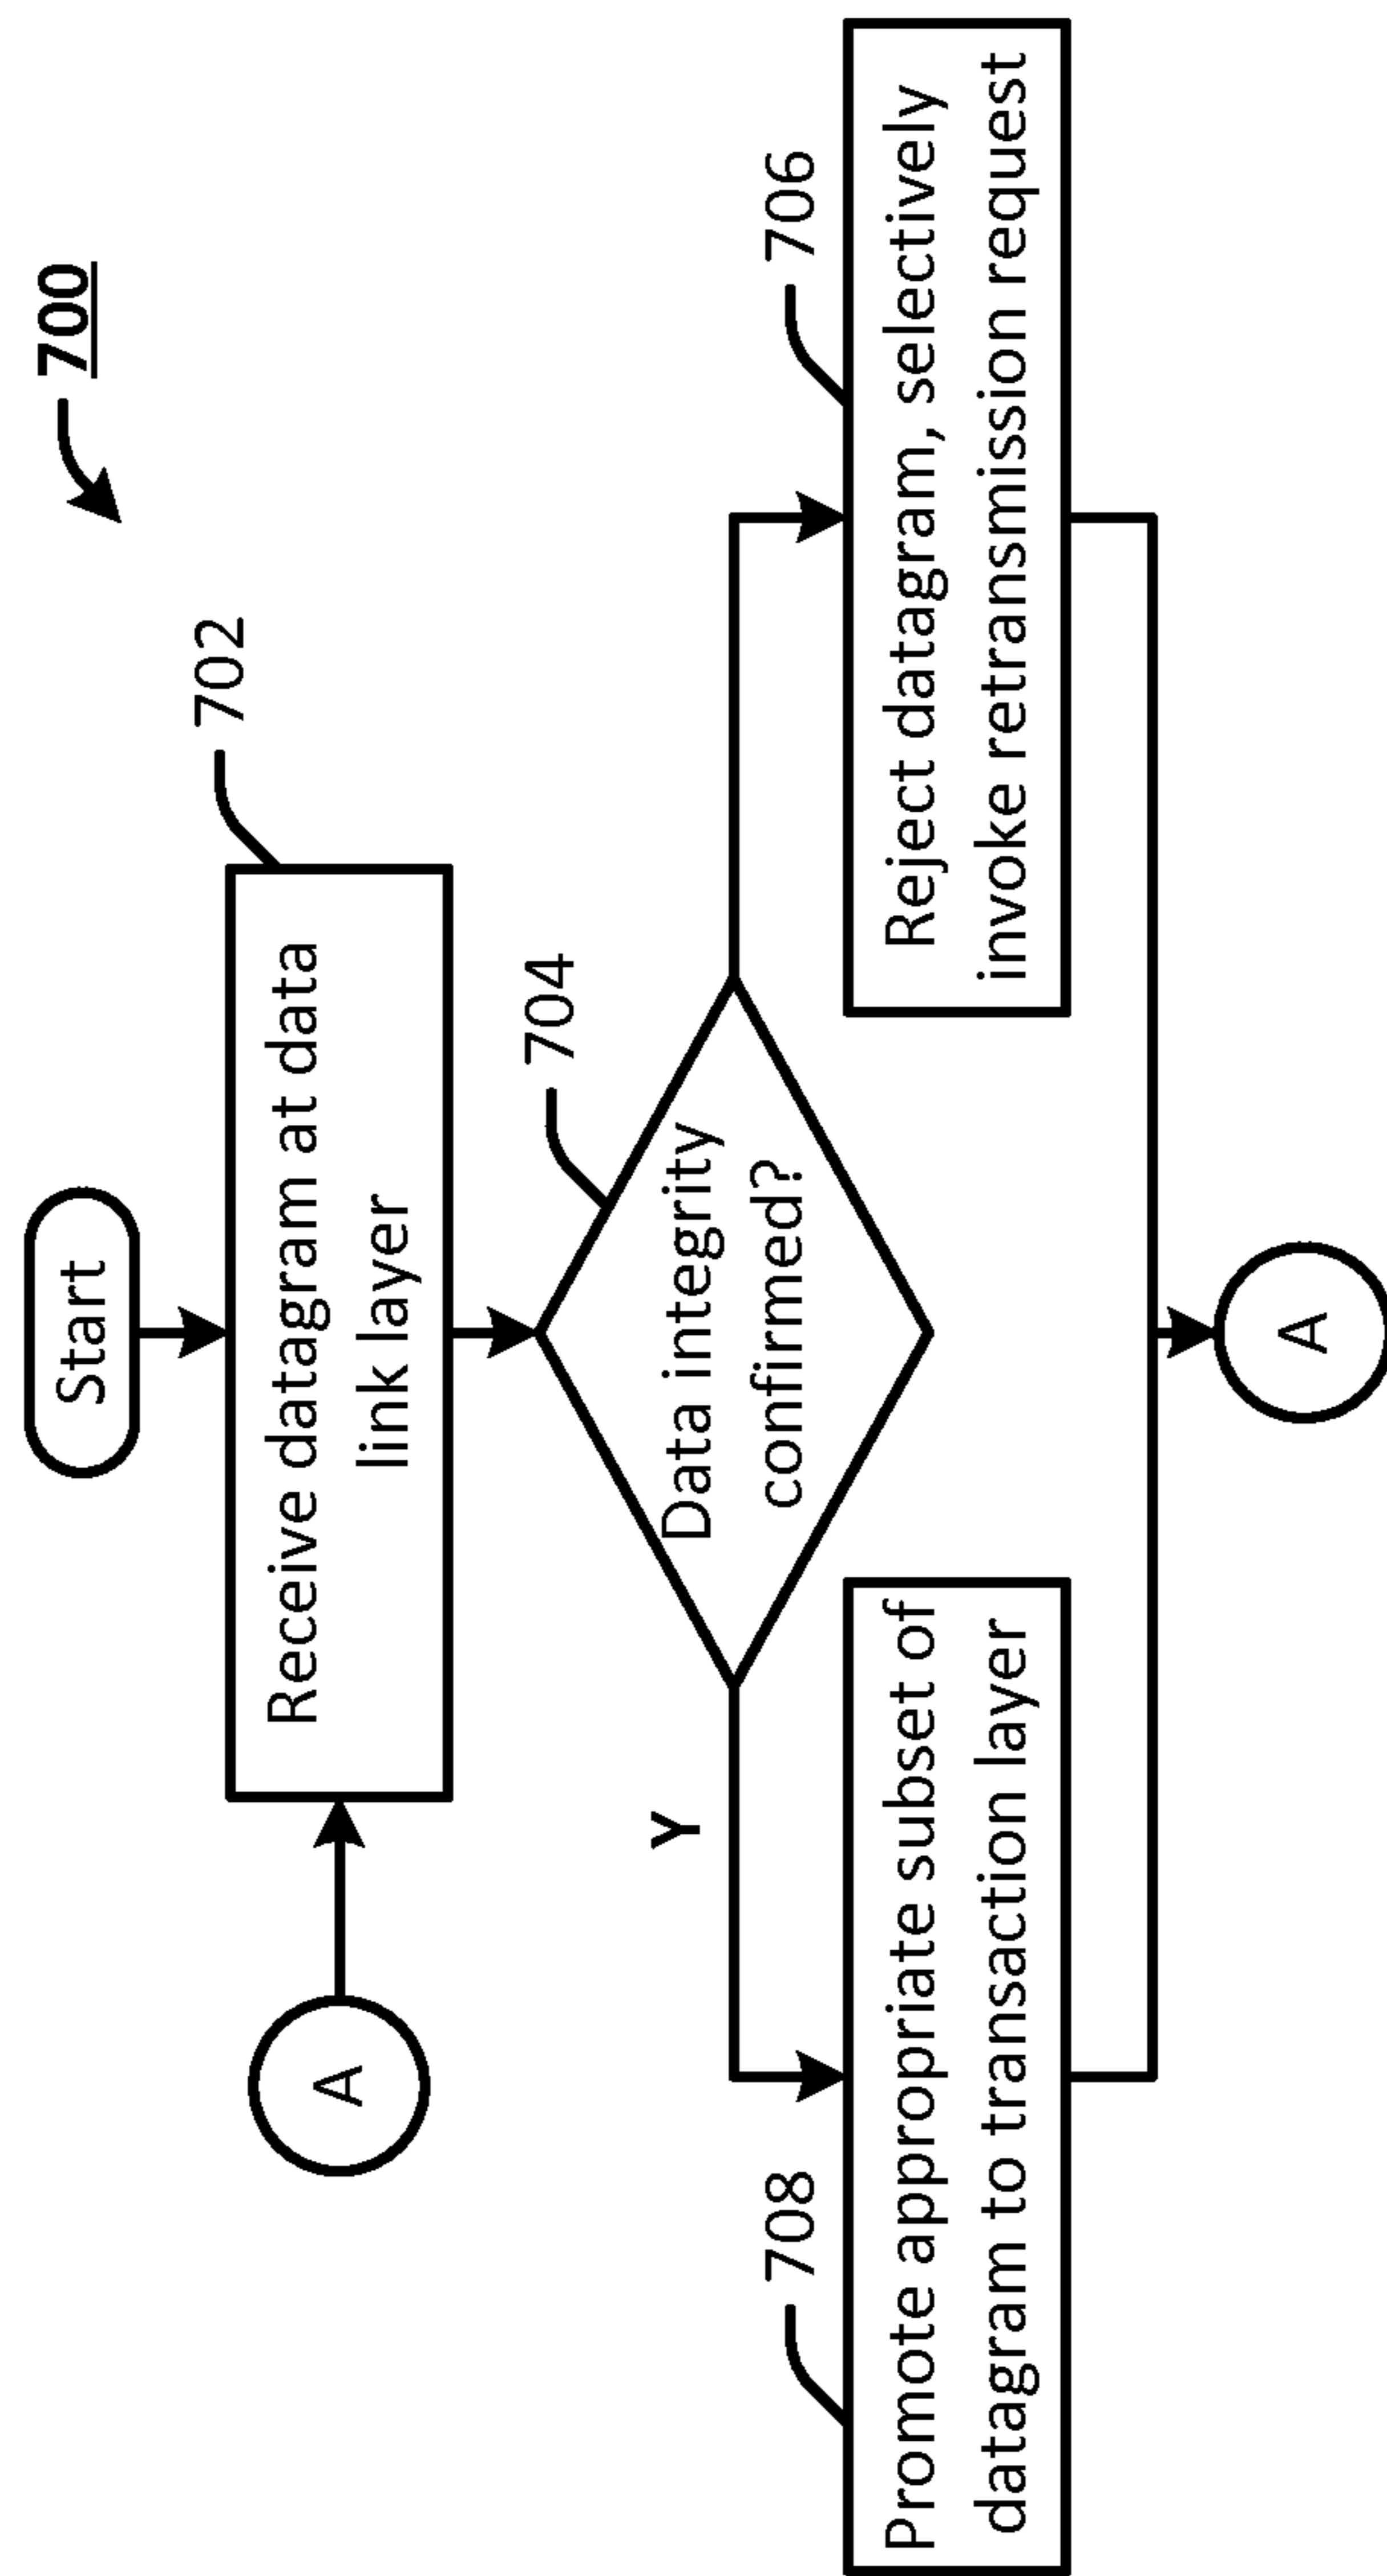 700
Start
702
Receive datagram at data
link layer
A
704
Data integrity
confirmed?
Y
708
Promote appropriate subset of
datagram to transaction layer
706
Reject datagram, selectively
invoke retransmission request
A